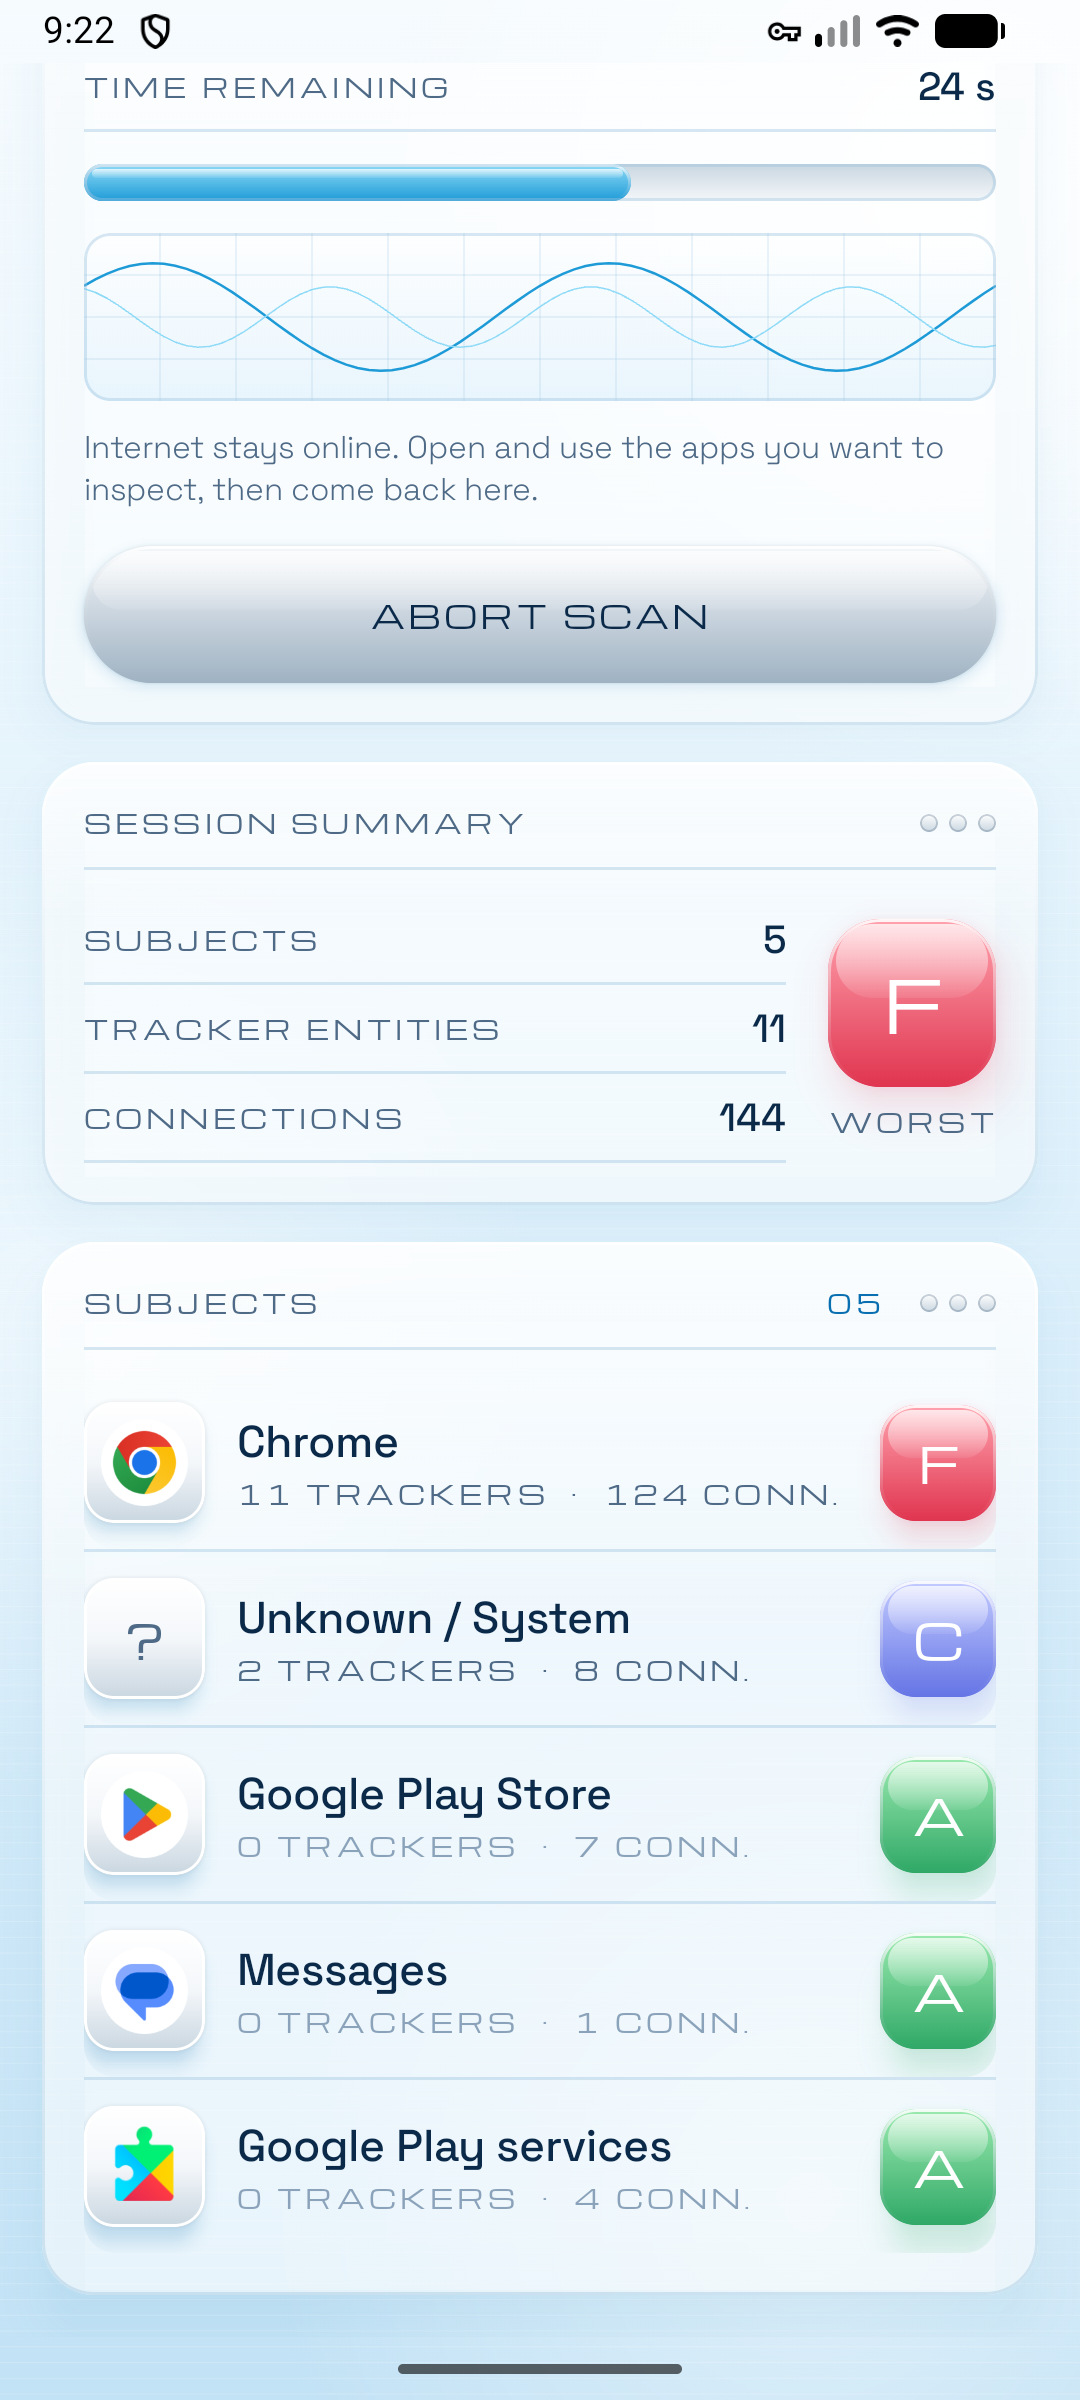 9:22
TIME REMAINING 24 s
Internet stays online. Open and use the apps you want to
inspect, then come back here.
ABORT SCAN
SESSION SUMMARY
SUBJECTS 5
TRACKER ENTITIES 11
CONNECTIONS 144
F
WORST
SUBJECTS 05
Chrome
11 TRACKERS · 124 CONN.
F
?
Unknown / System
2 TRACKERS · 8 CONN.
C
Google Play Store
0 TRACKERS · 7 CONN.
A
Messages
0 TRACKERS · 1 CONN.
A
Google Play services
0 TRACKERS · 4 CONN.
A